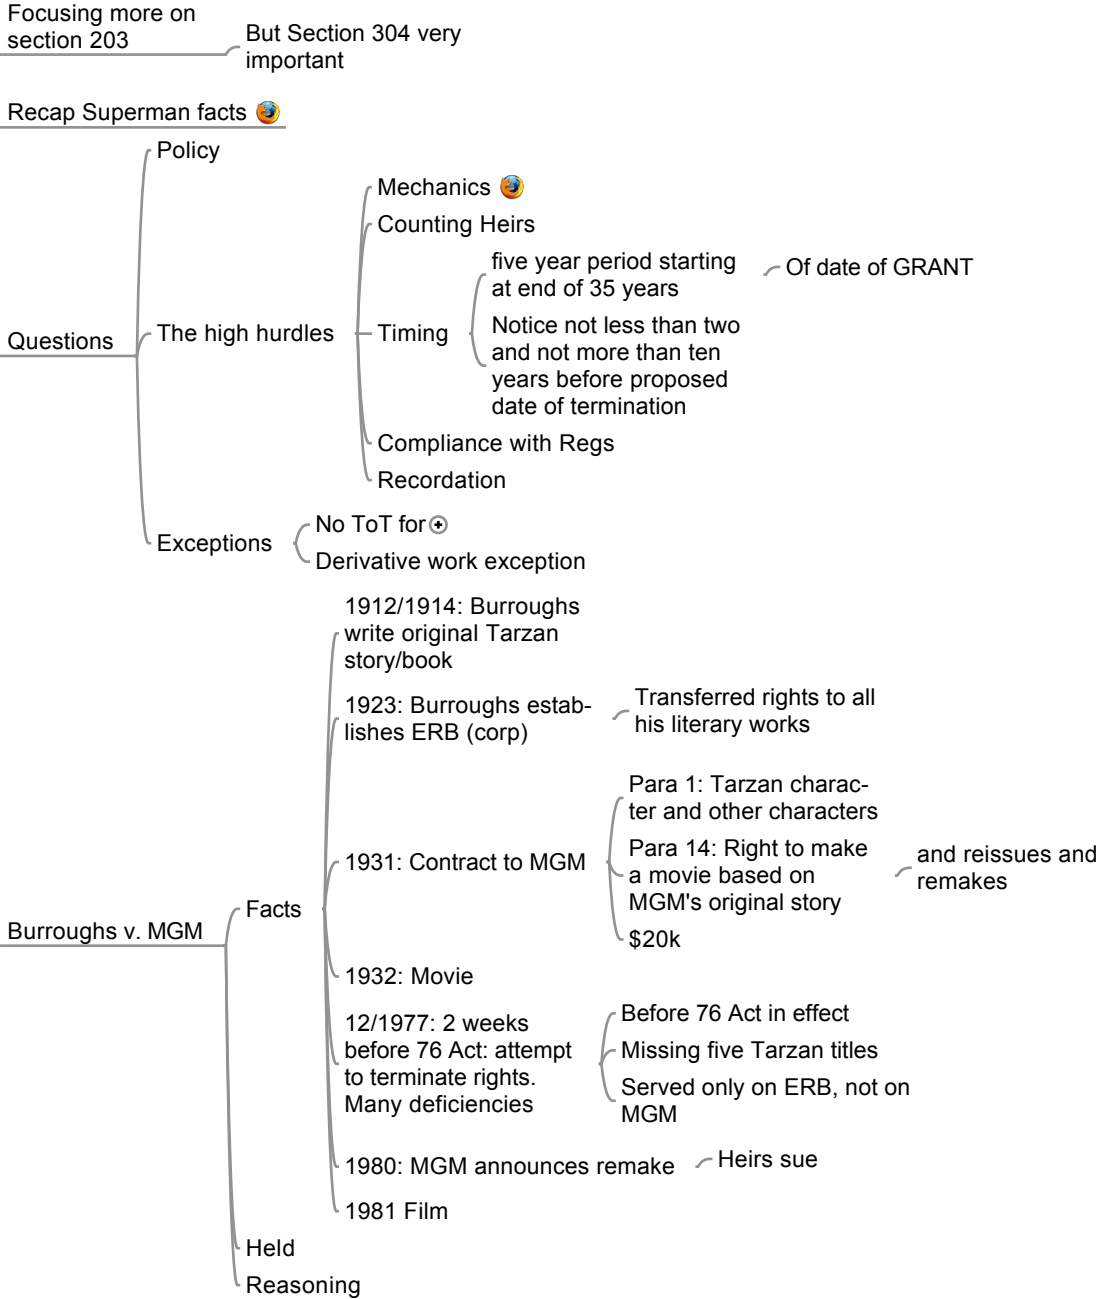 Focusing more on
section 203
But Section 304 very
important
Recap Superman facts
Questions
Policy
The high hurdles
Mechanics
Counting Heirs
Timing
five year period starting
at end of 35 years
Of date of GRANT
Notice not less than two
and not more than ten
years before proposed
date of termination
Compliance with Regs
Recordation
Exceptions
No ToT for
Derivative work exception
Burroughs v. MGM
Facts
1912/1914: Burroughs
write original Tarzan
story/book
1923: Burroughs estab-
lishes ERB (corp)
Transferred rights to all
his literary works
1931: Contract to MGM
Para 1: Tarzan charac-
ter and other characters
Para 14: Right to make
a movie based on
MGM's original story
and reissues and
remakes
$20k
1932: Movie
12/1977: 2 weeks
before 76 Act: attempt
to terminate rights.
Many deficiencies
Before 76 Act in effect
Missing five Tarzan titles
Served only on ERB, not on
MGM
1980: MGM announces remake
Heirs sue
1981 Film
Held
Reasoning